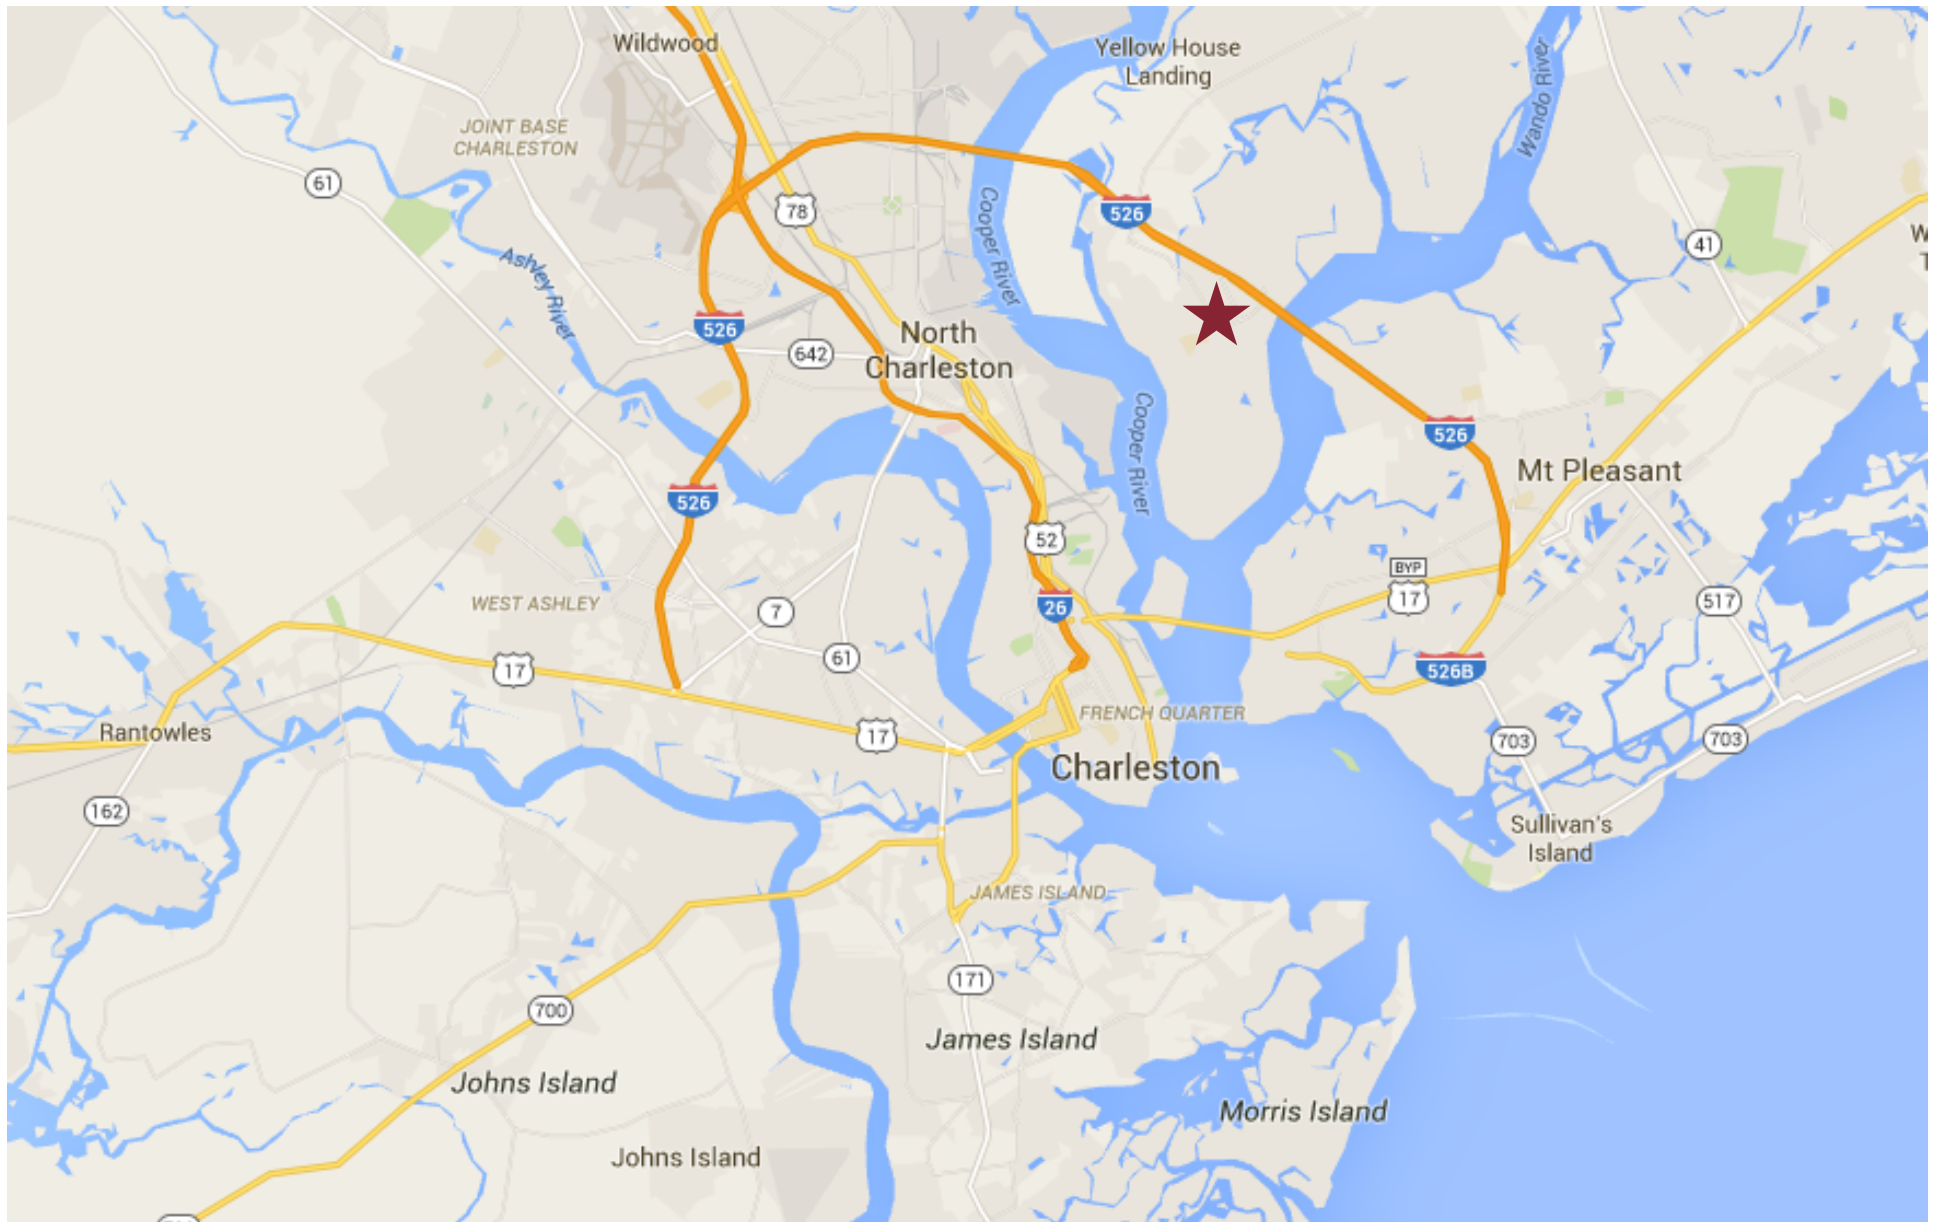 Wildwood
Yellow House
Landing
Wando River
JOINT BASE
CHARLESTON
61
78
526
Cooper River
41
Ashley River
526
North
Charleston
642
Cooper River
526
Mt Pleasant
526
52
BYP
17
WEST ASHLEY
7
26
517
17
61
526B
Rantowles
17
FRENCH QUARTER
703
703
Charleston
162
Sullivan's
Island
JAMES ISLAND
171
700
James Island
Johns Island
Morris Island
Johns Island